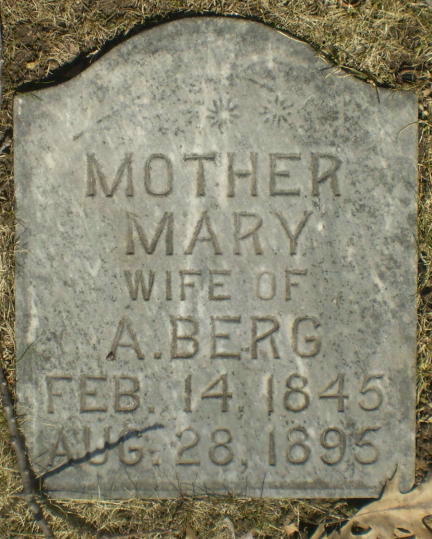 MOTHER
MARY
WIFE OF
A. BERG
FEB. 14, 1845
AUG. 28, 1895